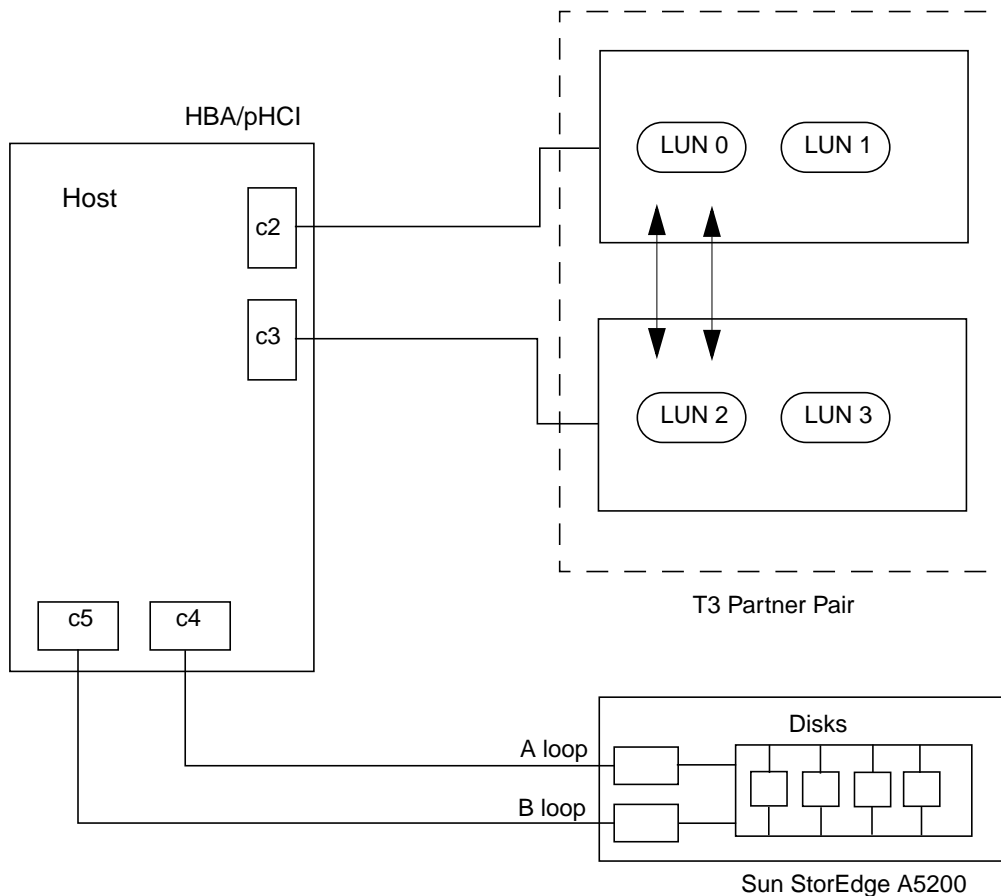 HBA/pHCI
Host
c2
c3
c5
c4
LUN 0
LUN 1
LUN 2
LUN 3
T3 Partner Pair
A loop
B loop
Disks
Sun StorEdge A5200